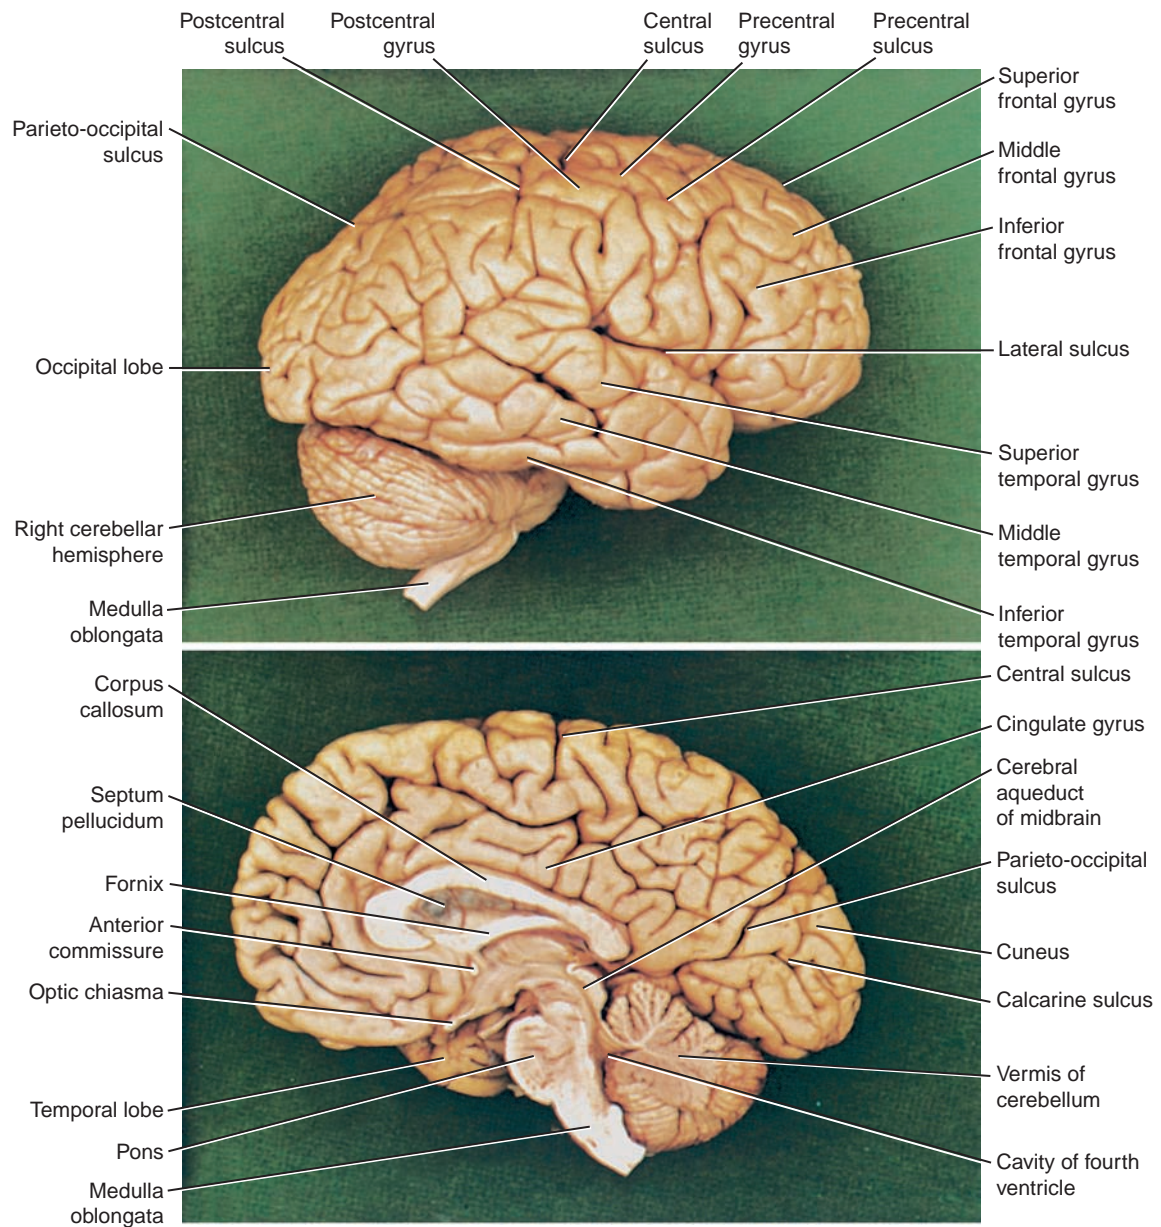 Postcentral
sulcus
Postcentral
gyrus
Central
sulcus
Precentral
gyrus
Precentral
sulcus
Superior
frontal gyrus
Parieto-occipital
sulcus
Middle
frontal gyrus
Inferior
frontal gyrus
Lateral sulcus
Occipital lobe
Superior
temporal gyrus
Right cerebellar
hemisphere
Middle
temporal gyrus
Medulla
oblongata
Inferior
temporal gyrus
Corpus
callosum
Central sulcus
Cingulate gyrus
Septum
pellucidum
Cerebral
aqueduct
of midbrain
Fornix
Parieto-occipital
sulcus
Anterior
commissure
Cuneus
Optic chiasma
Calcarine sulcus
Temporal lobe
Vermis of
cerebellum
Pons
Medulla
oblongata
Cavity of fourth
ventricle